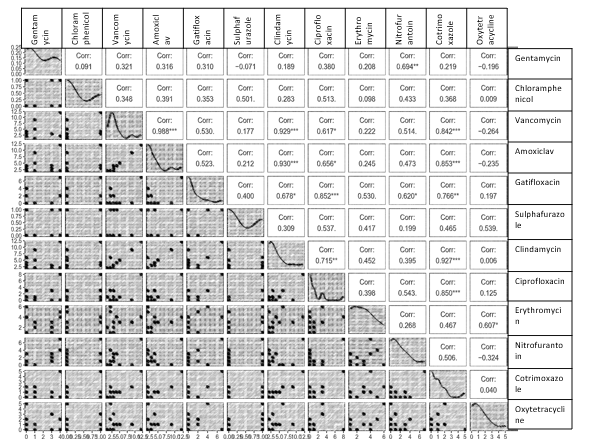 Gentam
ycin
Chloram
phenicol
Vancom
ycin
Amoxicl
av
Gatiflox
acin
Sulphaf
urazole
Clindam
ycin
Ciproflo
xacin
Erythro
mycin
Nitrofur
antoin
Cotrimo
xazole
Oxytetr
acycline
Corr: Corr: Corr: Corr: Corr: Corr: Corr: Corr: Corr: Corr: Corr: Gentamycin
0.091 0.321 0.316 0.310 −0.071 0.189 0.380 0.208 0.694** 0.219 −0.195
Corr: Corr: Corr: Corr: Corr: Corr: Corr: Corr: Corr: Corr: Chloramphe
0.348 0.391 0.353 0.501. 0.283 0.513. 0.098 0.433 0.368 0.009 nicol
Corr: Corr: Corr: Corr: Corr: Corr: Corr: Corr: Corr: Vancomycin
0.988*** 0.530. 0.177 0.929*** 0.617* 0.222 0.514. 0.842*** −0.264
Corr: Corr: Corr: Corr: Corr: Corr: Corr: Corr: Amoxiclav
0.523. 0.212 0.930*** 0.656* 0.245 0.473 0.853*** −0.235
Corr: Corr: Corr: Corr: Corr: Corr: Corr: Gatifloxacin
0.400 0.678* 0.852*** 0.530. 0.620* 0.766** 0.197
Corr: Corr: Corr: Corr: Corr: Corr: Sulphafurazo
0.309 0.537. 0.417 0.199 0.465 0.539. le
Corr: Corr: Corr: Corr: Corr: Clindamycin
0.715** 0.452 0.395 0.927*** 0.006
Corr: Corr: Corr: Corr: Ciprofloxacin
0.398 0.543. 0.850*** 0.125
Corr: Corr: Corr: Erythromyci
0.268 0.467 0.607* n
Corr: Corr: Nitrofuranto
0.506. −0.324 in
Corr: Cotrimoxazo
0.040 le
Oxytetracycli
ne